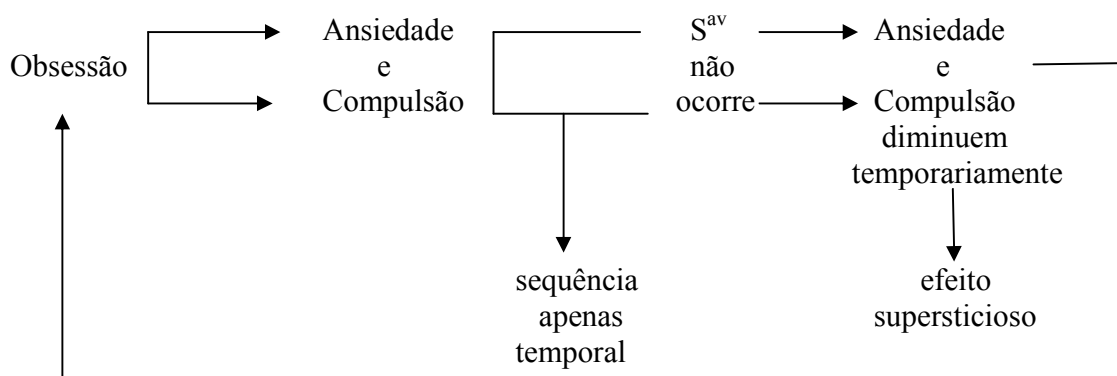 Obsessão
Ansiedade
e
Compulsão
S^av
não
ocorre
Ansiedade
e
Compulsão
diminuem
temporariamente
sequência
apenas
temporal
efeito
supersticioso